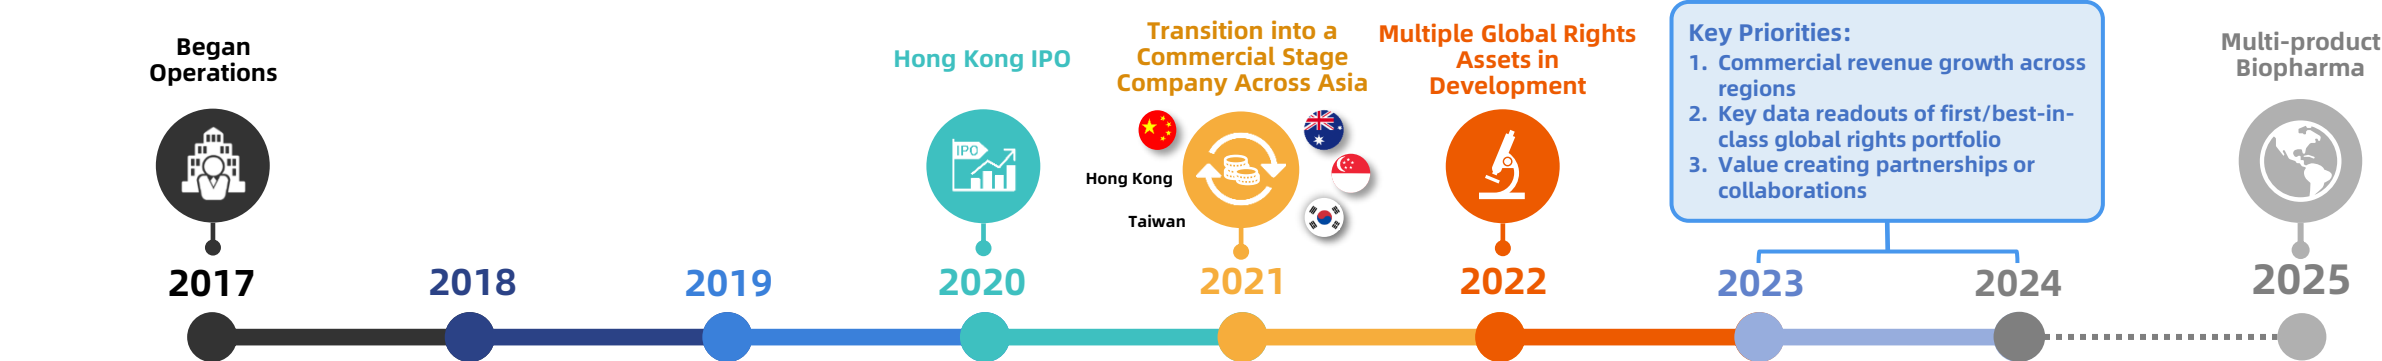 Began
Operations
Hong Kong IPO
IPO
Transition into a
Commercial Stage
Company Across Asia
Hong Kong
Taiwan
Multiple Global Rights
Assets in
Development
Key Priorities:
1. Commercial revenue growth across
regions
2. Key data readouts of first/best-in-
class global rights portfolio
3. Value creating partnerships or
collaborations
Multi-product
Biopharma
2017
2018
2019
2020
2021
2022
2023
2024
2025